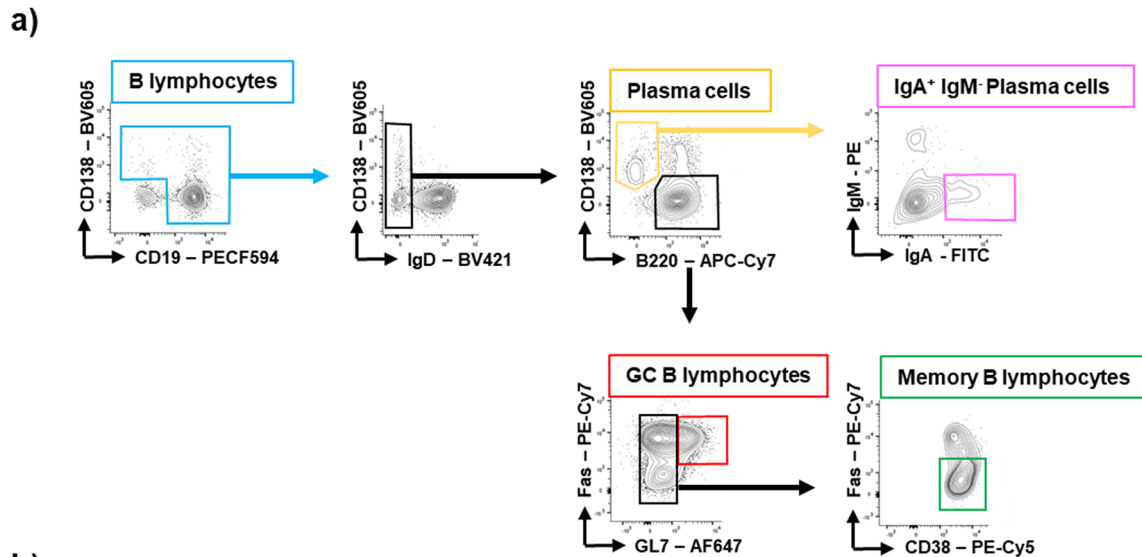 a)
B lymphocytes
Plasma cells
IgA+ IgM- Plasma cells
CD138 – BV605
CD19 – PECF594
CD138 – BV605
IgD – BV421
CD138 – BV605
B220 – APC-Cy7
IgM - PE
IgA - FITC
GC B lymphocytes
Memory B lymphocytes
Fas – PE-Cy7
GL7 – AF647
Fas – PE-Cy7
CD38 – PE-Cy5